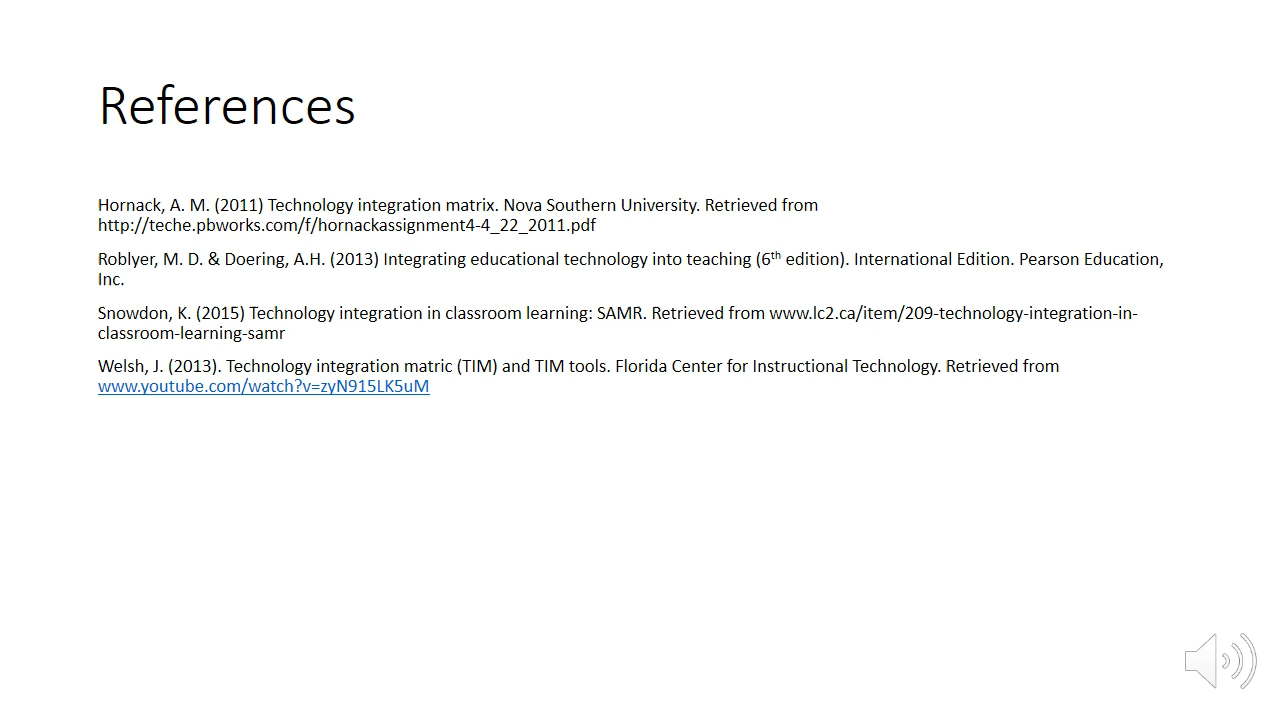 References
Hornack, A. M. (2011) Technology integration matrix. Nova Southern University. Retrieved from
http://teche.pbworks.com/f/hornackassignment4-4_22_2011.pdf
Roblyer, M. D. & Doering, A.H. (2013) Integrating educational technology into teaching (6th edition). International Edition. Pearson Education,
Inc.
Snowdon, K. (2015) Technology integration in classroom learning: SAMR. Retrieved from www.lc2.ca/item/209-technology-integration-in-
classroom-learning-samr
Welsh, J. (2013). Technology integration matric (TIM) and TIM tools. Florida Center for Instructional Technology. Retrieved from
www.youtube.com/watch?v=zyN915LK5uM